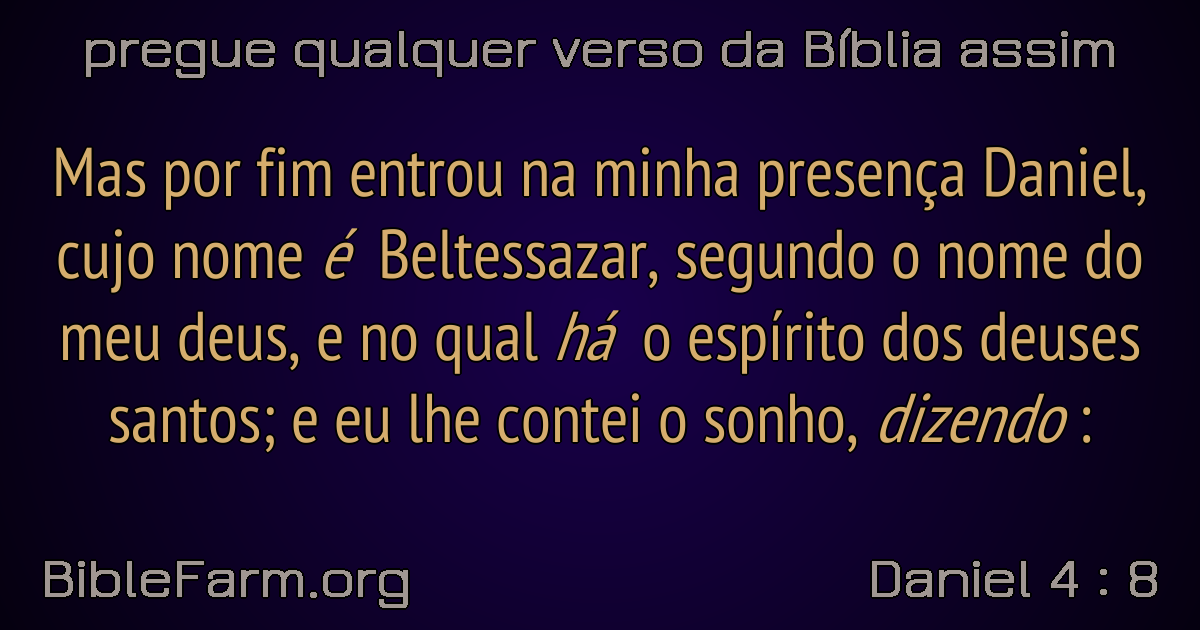 pregue qualquer verso da Bíblia assim
Mas por fim entrou na minha presença Daniel,
cujo nome é Beltessazar, segundo o nome do
meu deus, e no qual há o espírito dos deuses
santos; e eu lhe contei o sonho, dizendo :
BibleFarm.org
Daniel 4 : 8